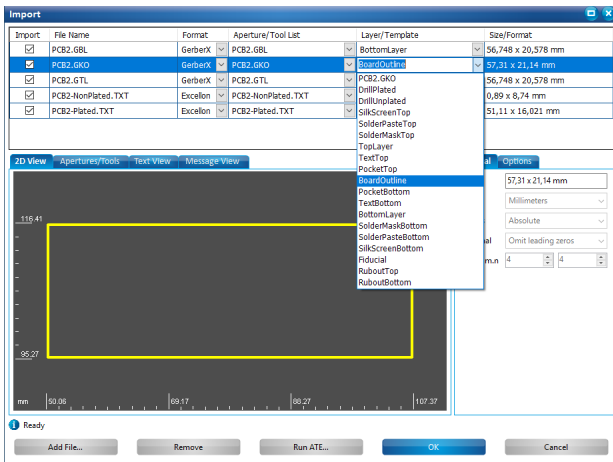 Import
Import File Name Format Aperture/Tool List Layer/Template Size/Format
PCB2.GBL GerberX PCB2.GBL BottomLayer 56,748 x 20,578 mm
PCB2.GKO GerberX PCB2.GKO BoardOutline 57,31 x 21,14 mm
PCB2.GTL GerberX PCB2.GTL 56,748 x 20,578 mm
PCB2-NonPlated.TXT Excellon PCB2-NonPlated.TXT 0,89 x 8,74 mm
PCB2-Plated.TXT Excellon PCB2-Plated.TXT 51,11 x 16,021 mm
PCB2.GKO
DrillPlated
DrillUnplated
SilkScreenTop
SolderPasteTop
SolderMaskTop
TopLayer
TextTop
PocketTop
BoardOutline
PocketBottom
TextBottom
BottomLayer
SolderMaskBottom
SolderPasteBottom
SilkScreenBottom
Fiducial
RuboutTop
RuboutBottom
2D View Apertures/Tools Text View Message View
al Options
57,31 x 21,14 mm
Millimeters
Absolute
al Omit leading zeros
m.n 4 4
116.41
95.27
mm 50.06 69.17 88.27 107.37
Ready
Add File... Remove Run ATE... OK Cancel